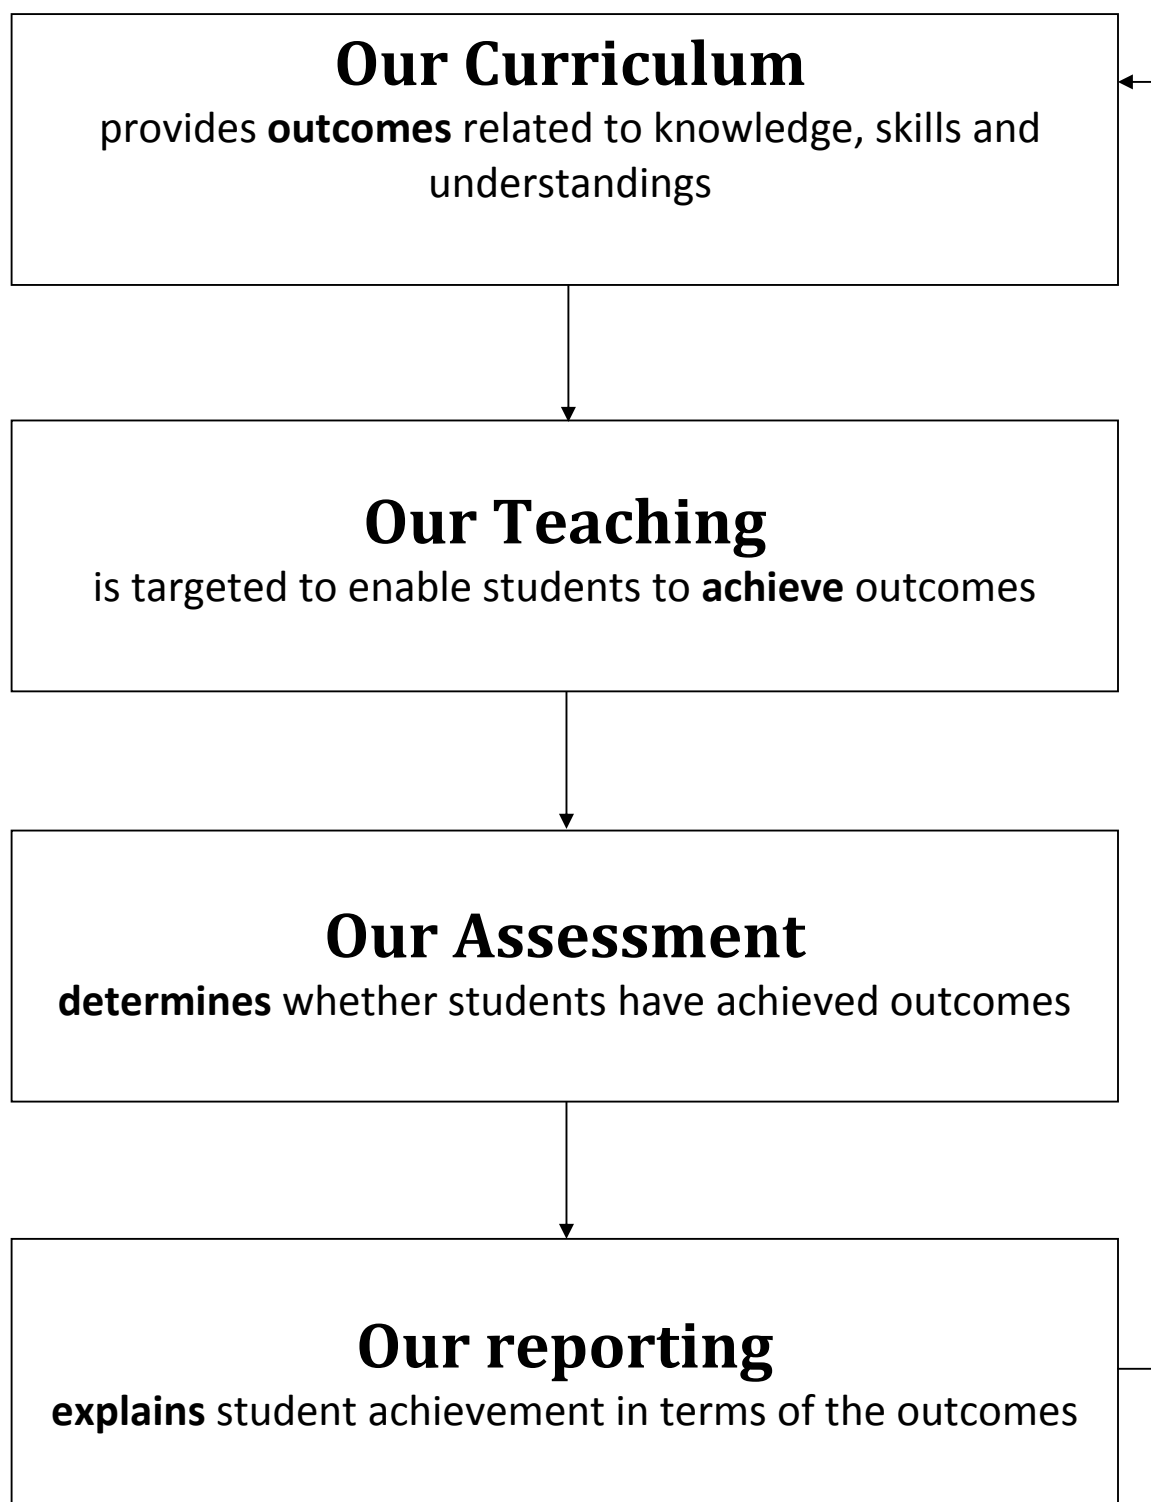 Our Curriculum
provides outcomes related to knowledge, skills and
understandings
Our Teaching
is targeted to enable students to achieve outcomes
Our Assessment
determines whether students have achieved outcomes
Our reporting
explains student achievement in terms of the outcomes